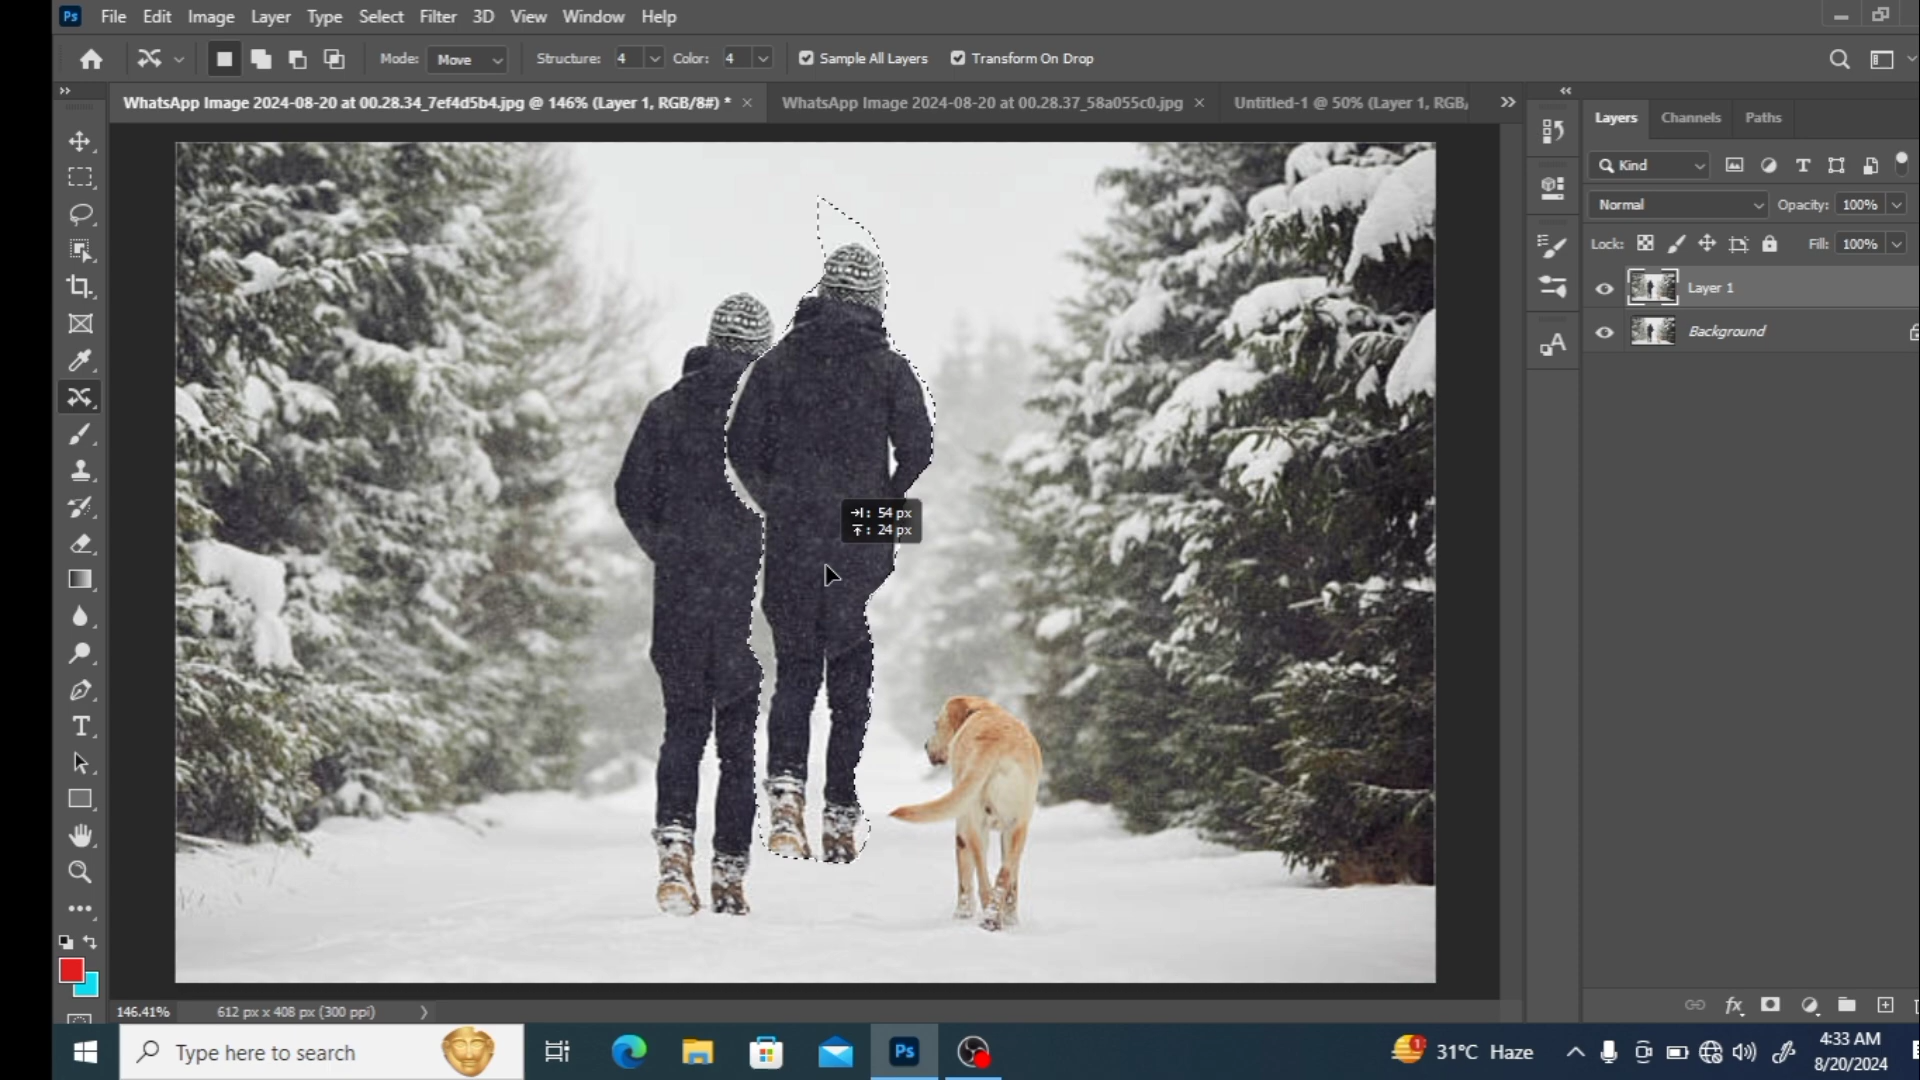 Ps File Edit Image Layer Type Select Filter 3D View Window Help
Mode: Move Structure: 4 Color: 4 Sample All Layers Transform On Drop
WhatsApp Image 2024-08-20 at 00.28.34_7ef4d5b4.jpg @ 146% (Layer 1, RGB/8#) * × WhatsApp Image 2024-08-20 at 00.28.37_58a055c0.jpg × Untitled-1 @ 50% (Layer 1, RGB/
Layers Channels Paths
Kind
Normal Opacity: 100%
Lock: Fill: 100%
Layer 1
Background
54 px
24 px
146.41% 612 px x 408 px (300 ppi)
Type here to search
Ps
1
31°C Haze
4:33 AM
8/20/2024